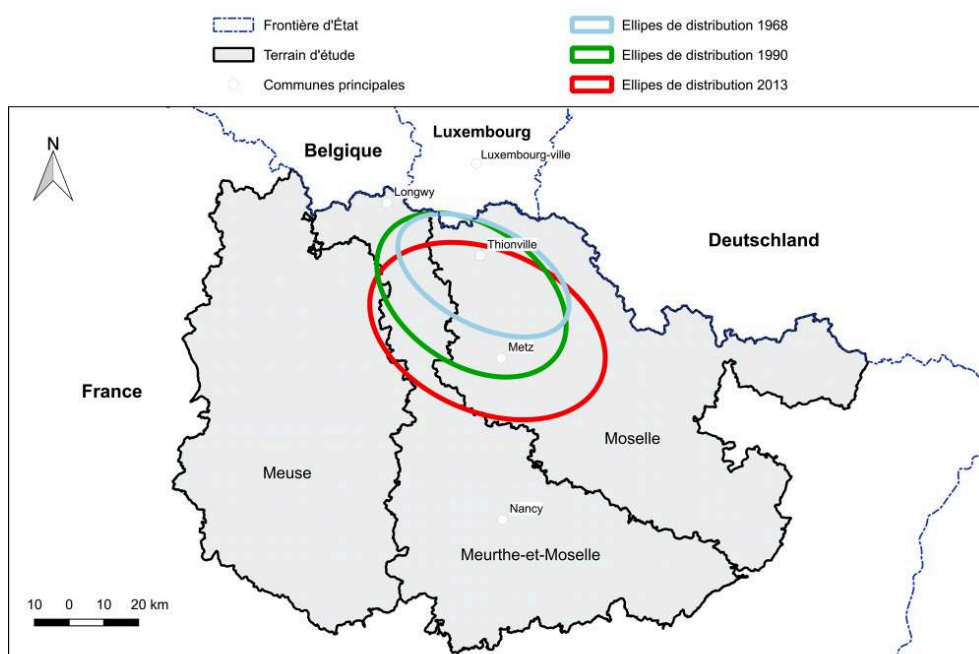 Frontière d'État
Terrain d'étude
Communes principales
Ellipes de distribution 1968
Ellipes de distribution 1990
Ellipes de distribution 2013
N
Belgique
Luxembourg
Luxembourg-ville
Longwy
Thionville
Deutschland
Metz
France
Moselle
Meuse
Nancy
Meurthe-et-Moselle
10 0 10 20 km